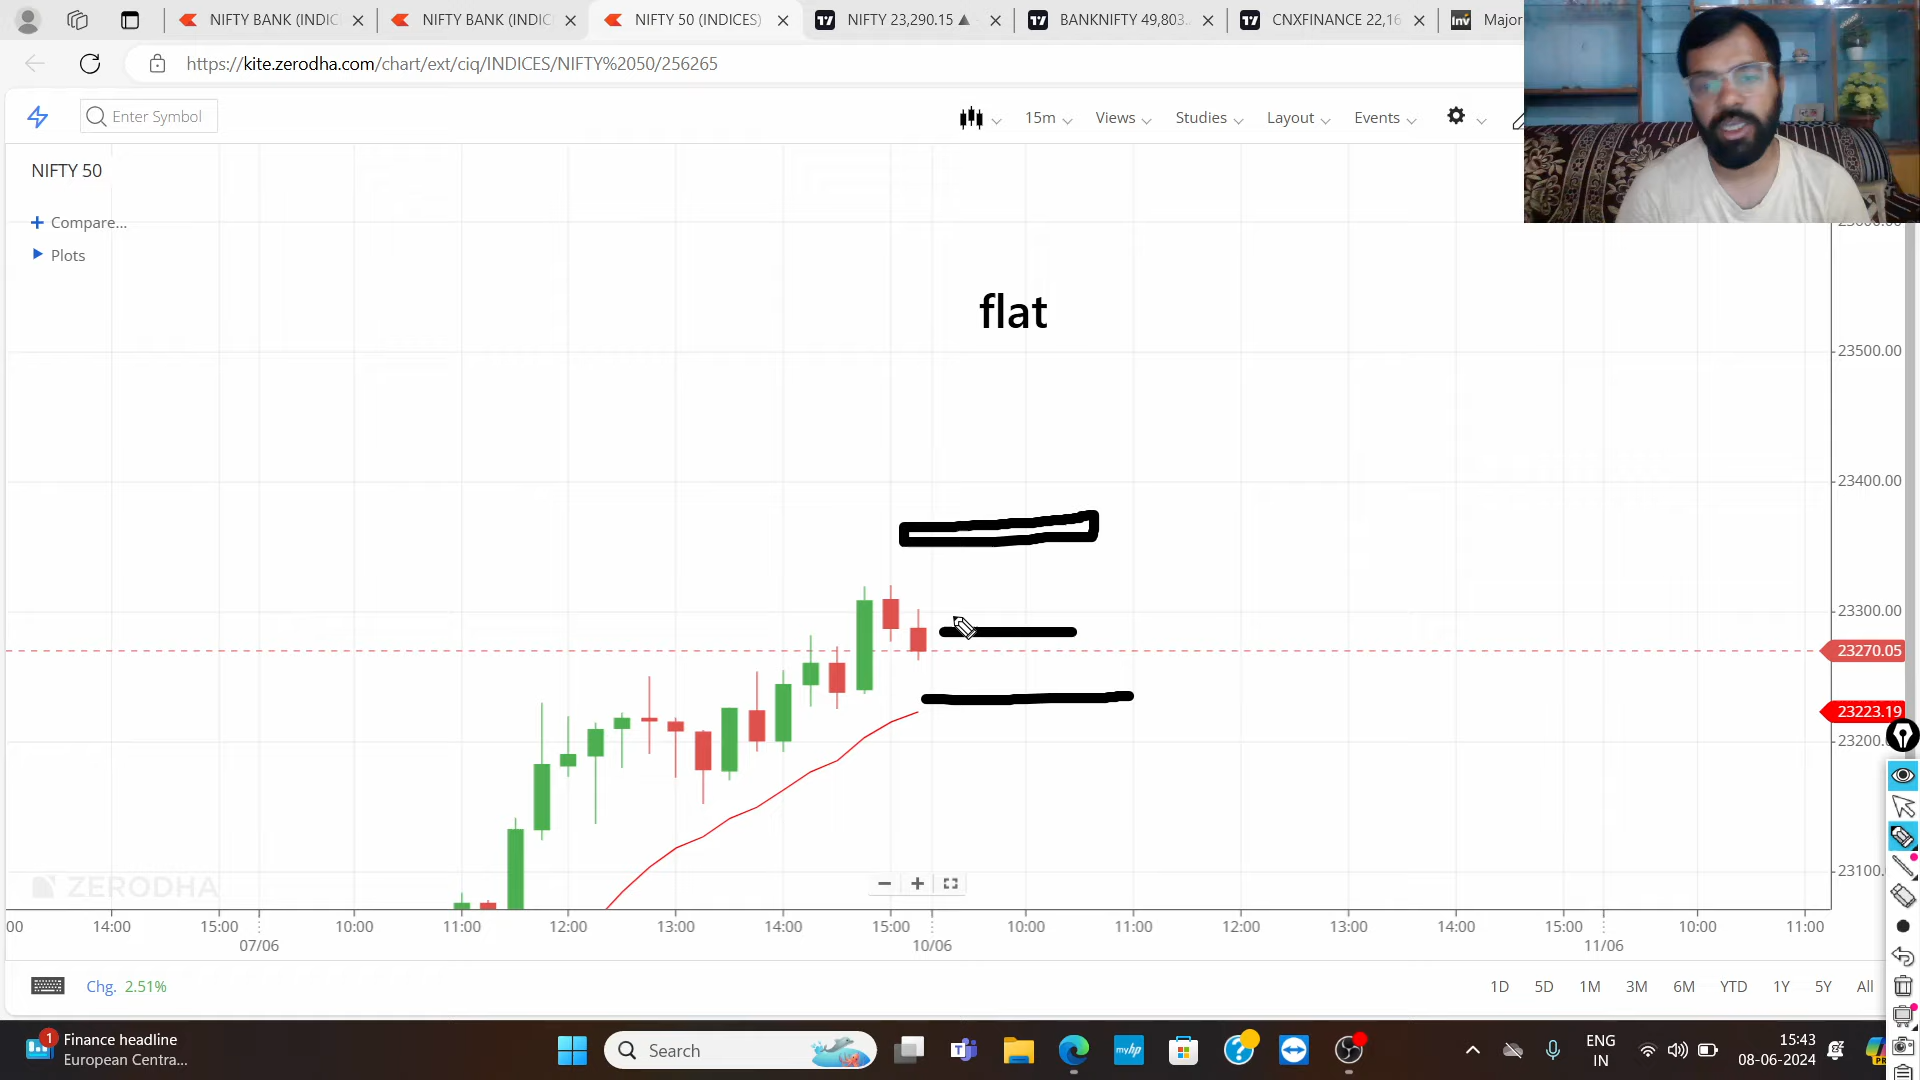 NIFTY BANK (INDIC
NIFTY BANK (INDIC
NIFTY 50 (INDICES)
NIFTY 23,290.15 ▲
BANKNIFTY 49,803.
CNXFINANCE 22,16
Inv
Major
https://kite.zerodha.com/chart/ext/ciq/INDICES/NIFTY%2050/256265
Enter Symbol
15m
Views
Studies
Layout
Events
NIFTY 50
+ Compare...
Plots
flat
23500.00
23400.00
23300.00
23270.05
23223.19
23200.
23100.
ZERODHA
00
14:00
15:00
07/06
10:00
11:00
12:00
13:00
14:00
15:00
10/06
10:00
11:00
12:00
13:00
14:00
15:00
11/06
10:00
11:00
Chg. 2.51%
1D
5D
1M
3M
6M
YTD
1Y
5Y
All
1
Finance headline
European Centra...
Search
myhp
ENG
IN
15:43
08-06-2024